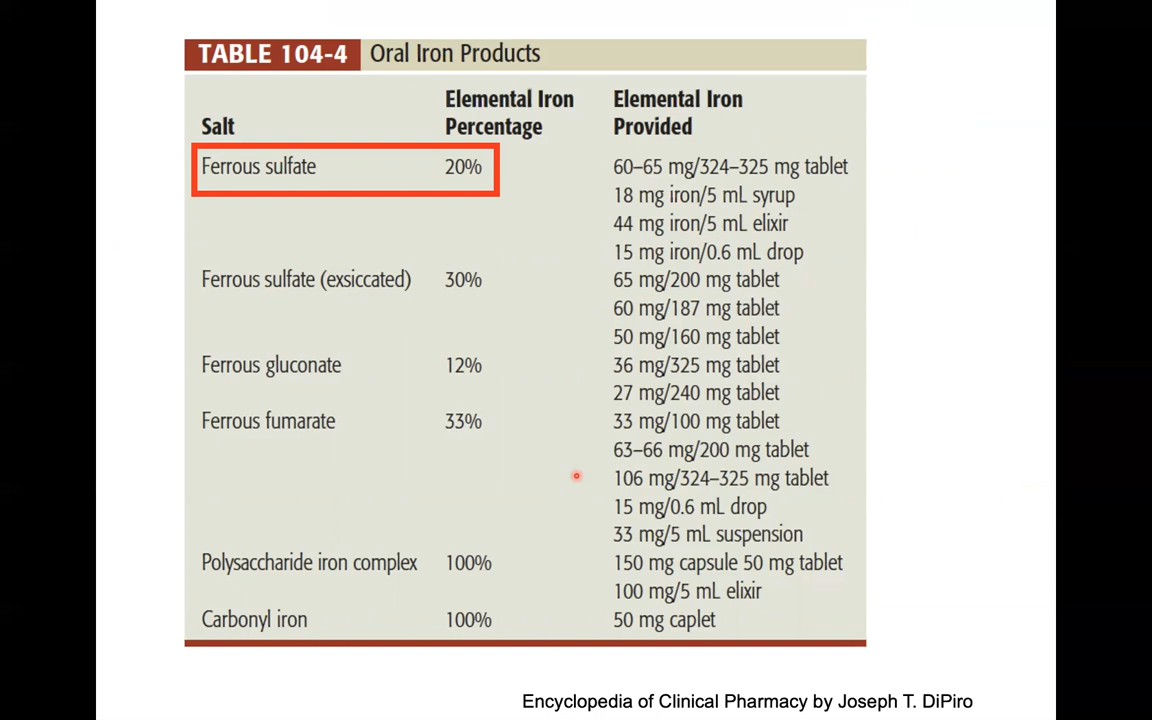 TABLE 104-4 Oral Iron Products
Salt Elemental Iron Percentage Elemental Iron Provided
Ferrous sulfate 20% 60–65 mg/324–325 mg tablet
18 mg iron/5 mL syrup
44 mg iron/5 mL elixir
15 mg iron/0.6 mL drop
Ferrous sulfate (exsiccated) 30% 65 mg/200 mg tablet
60 mg/187 mg tablet
50 mg/160 mg tablet
Ferrous gluconate 12% 36 mg/325 mg tablet
27 mg/240 mg tablet
Ferrous fumarate 33% 33 mg/100 mg tablet
63–66 mg/200 mg tablet
106 mg/324–325 mg tablet
15 mg/0.6 mL drop
33 mg/5 mL suspension
Polysaccharide iron complex 100% 150 mg capsule 50 mg tablet
100 mg/5 mL elixir
Carbonyl iron 100% 50 mg caplet
Encyclopedia of Clinical Pharmacy by Joseph T. DiPiro